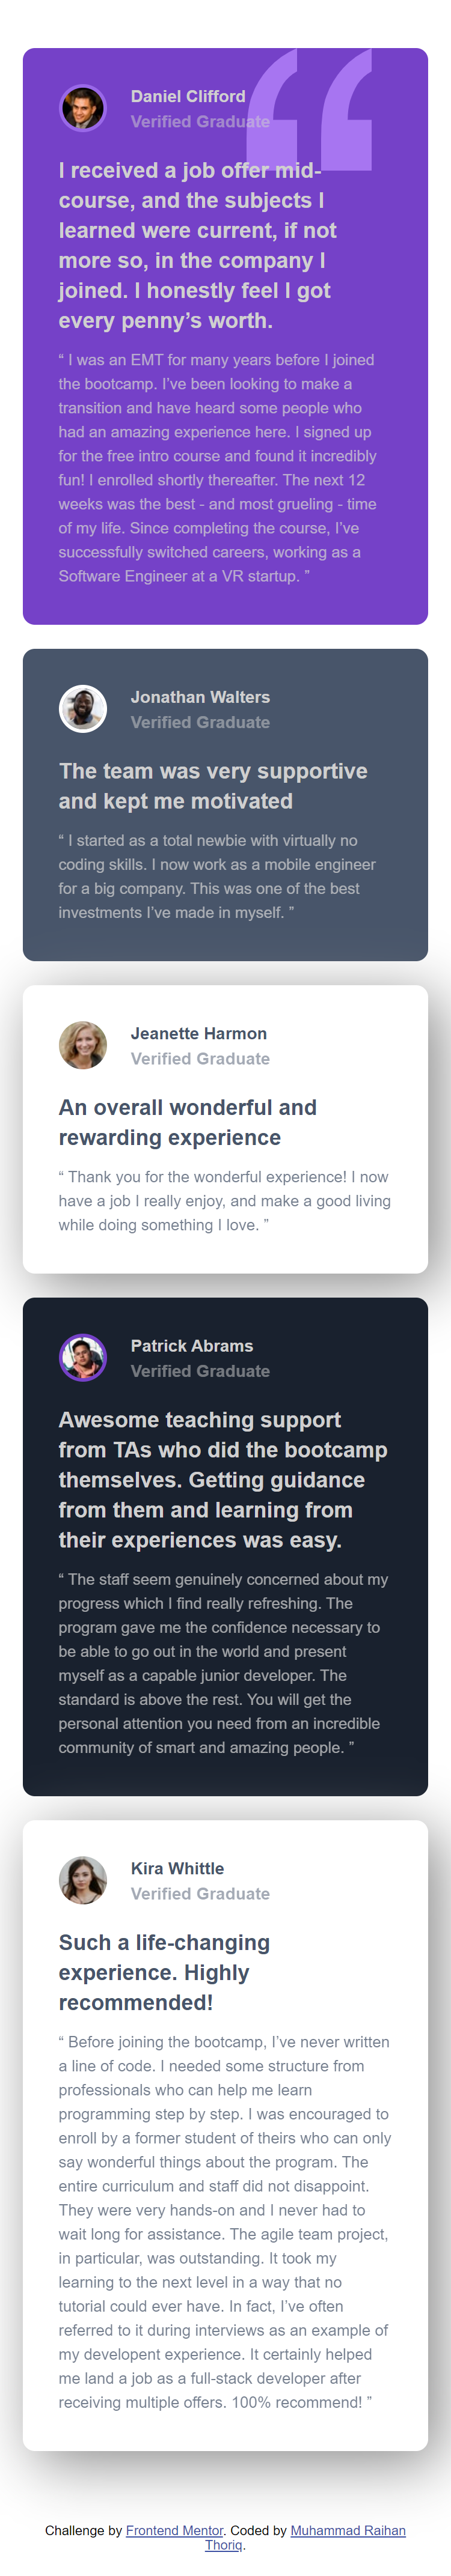 Daniel Clifford
Verified Graduate
I received a job offer mid-
course, and the subjects I
learned were current, if not
more so, in the company I
joined. I honestly feel I got
every penny’s worth.
“ I was an EMT for many years before I joined
the bootcamp. I’ve been looking to make a
transition and have heard some people who
had an amazing experience here. I signed up
for the free intro course and found it incredibly
fun! I enrolled shortly thereafter. The next 12
weeks was the best - and most grueling - time
of my life. Since completing the course, I’ve
successfully switched careers, working as a
Software Engineer at a VR startup. ”
Jonathan Walters
Verified Graduate
The team was very supportive
and kept me motivated
“ I started as a total newbie with virtually no
coding skills. I now work as a mobile engineer
for a big company. This was one of the best
investments I’ve made in myself. ”
Jeanette Harmon
Verified Graduate
An overall wonderful and
rewarding experience
“ Thank you for the wonderful experience! I now
have a job I really enjoy, and make a good living
while doing something I love. ”
Patrick Abrams
Verified Graduate
Awesome teaching support
from TAs who did the bootcamp
themselves. Getting guidance
from them and learning from
their experiences was easy.
“ The staff seem genuinely concerned about my
progress which I find really refreshing. The
program gave me the confidence necessary to
be able to go out in the world and present
myself as a capable junior developer. The
standard is above the rest. You will get the
personal attention you need from an incredible
community of smart and amazing people. ”
Kira Whittle
Verified Graduate
Such a life-changing
experience. Highly
recommended!
“ Before joining the bootcamp, I’ve never written
a line of code. I needed some structure from
professionals who can help me learn
programming step by step. I was encouraged to
enroll by a former student of theirs who can only
say wonderful things about the program. The
entire curriculum and staff did not disappoint.
They were very hands-on and I never had to
wait long for assistance. The agile team project,
in particular, was outstanding. It took my
learning to the next level in a way that no
tutorial could ever have. In fact, I’ve often
referred to it during interviews as an example of
my developent experience. It certainly helped
me land a job as a full-stack developer after
receiving multiple offers. 100% recommend! ”
Challenge by Frontend Mentor. Coded by Muhammad Raihan
Thoriq.